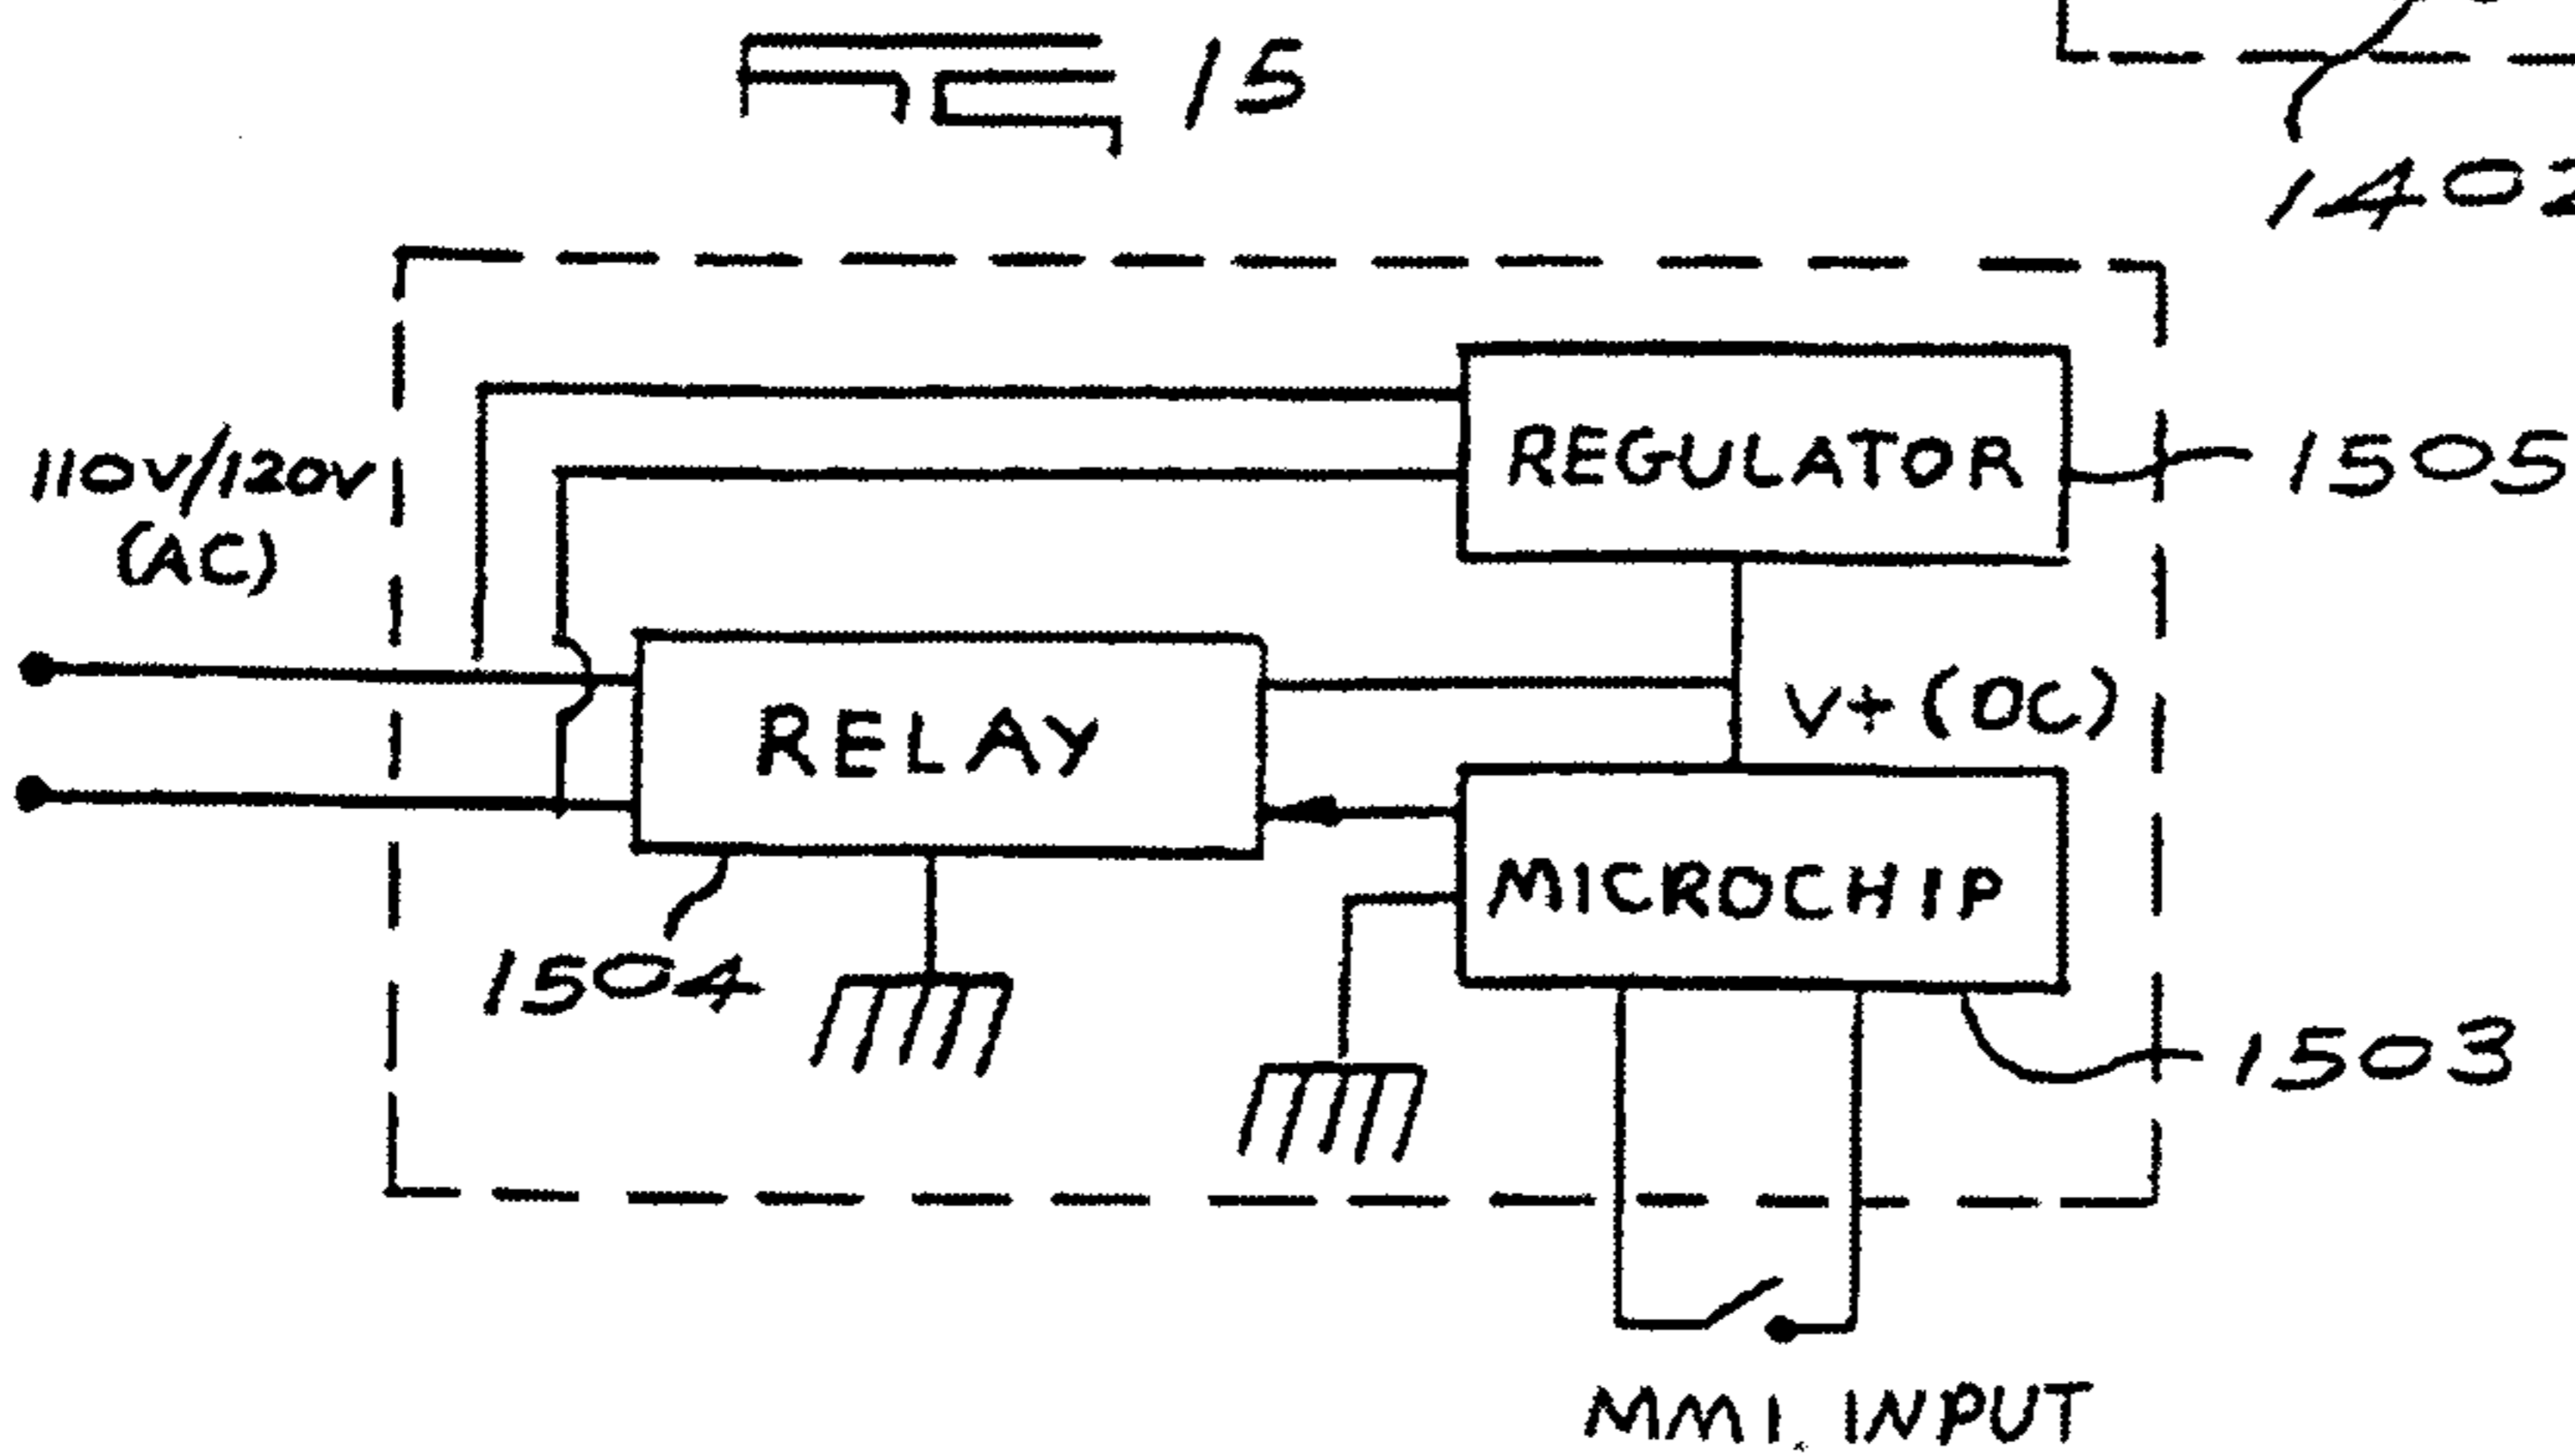 FIG 15
1402
110V/120V
(AC)
REGULATOR
1505
RELAY
V+ (DC)
MICROCHIP
1504
1503
MMI INPUT